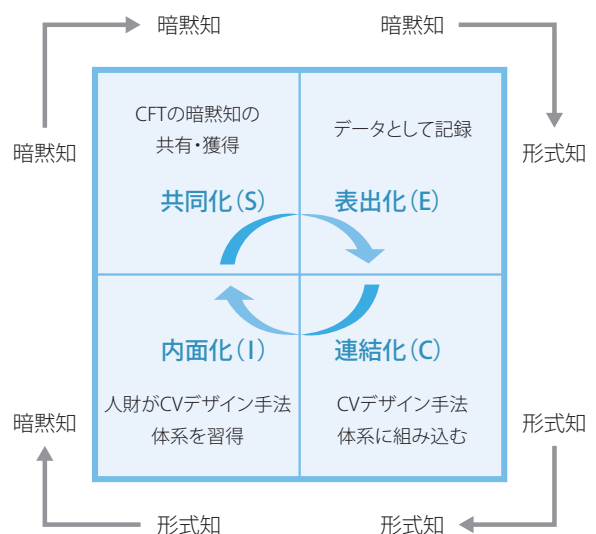 暗黙知
暗黙知
暗黙知
形式知
CFTの暗黙知の
共有・獲得
データとして記録
共同化(S)
表出化(E)
内面化(I)
連結化(C)
人財がCVデザイン手法
体系を習得
CVデザイン手法
体系に組み込む
暗黙知
形式知
形式知
形式知